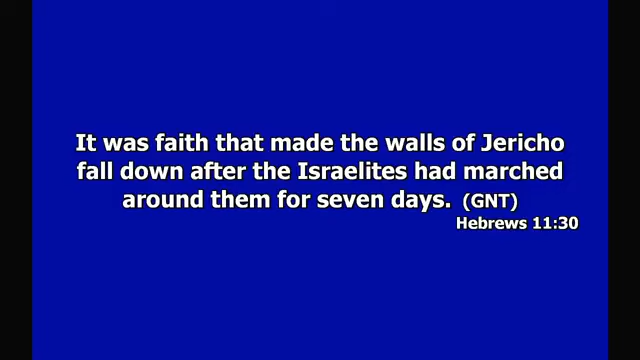 It was faith that made the walls of Jericho
fall down after the Israelites had marched
around them for seven days. (GNT)
Hebrews 11:30